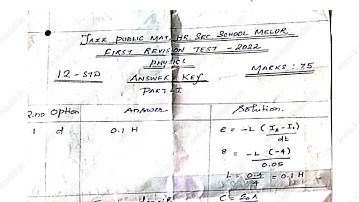 JAZZ PUBLIC MAT. HR. SEC. SCHOOL MELUR
FIRST REVISION TEST - 2022
PHYSICS
12 - STD
ANSWER KEY
MARKS : 75
PART - I
S.no Option Answer Solution
1 d 0.1 H
e = -L (I₂ - I₁) / dt
8 = -L (-4) / 0.05
L = 0.4 / 4 = 0.1 H